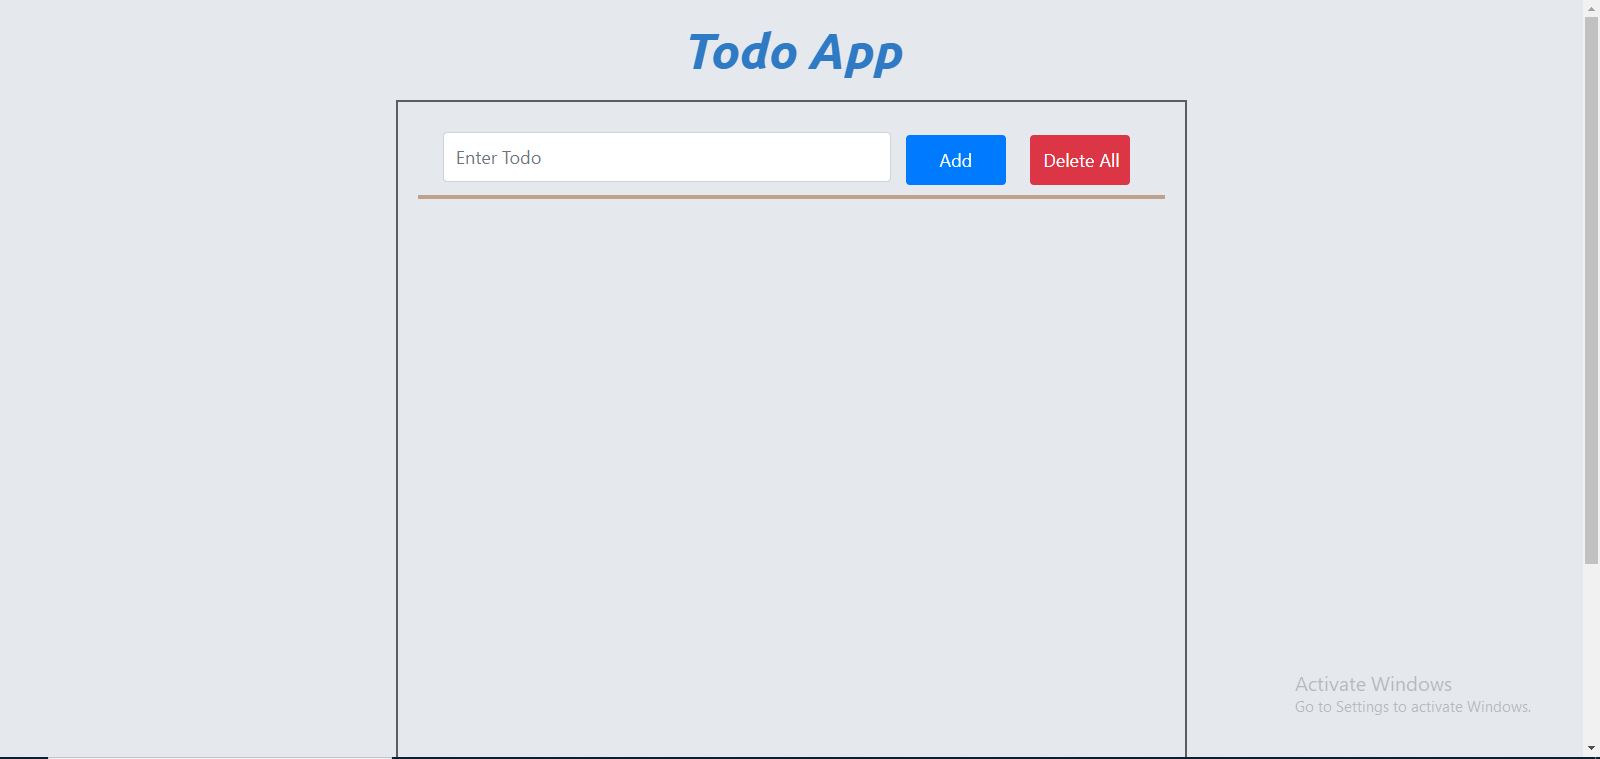 Todo App
Enter Todo
Add
Delete All
Activate Windows
Go to Settings to activate Windows.